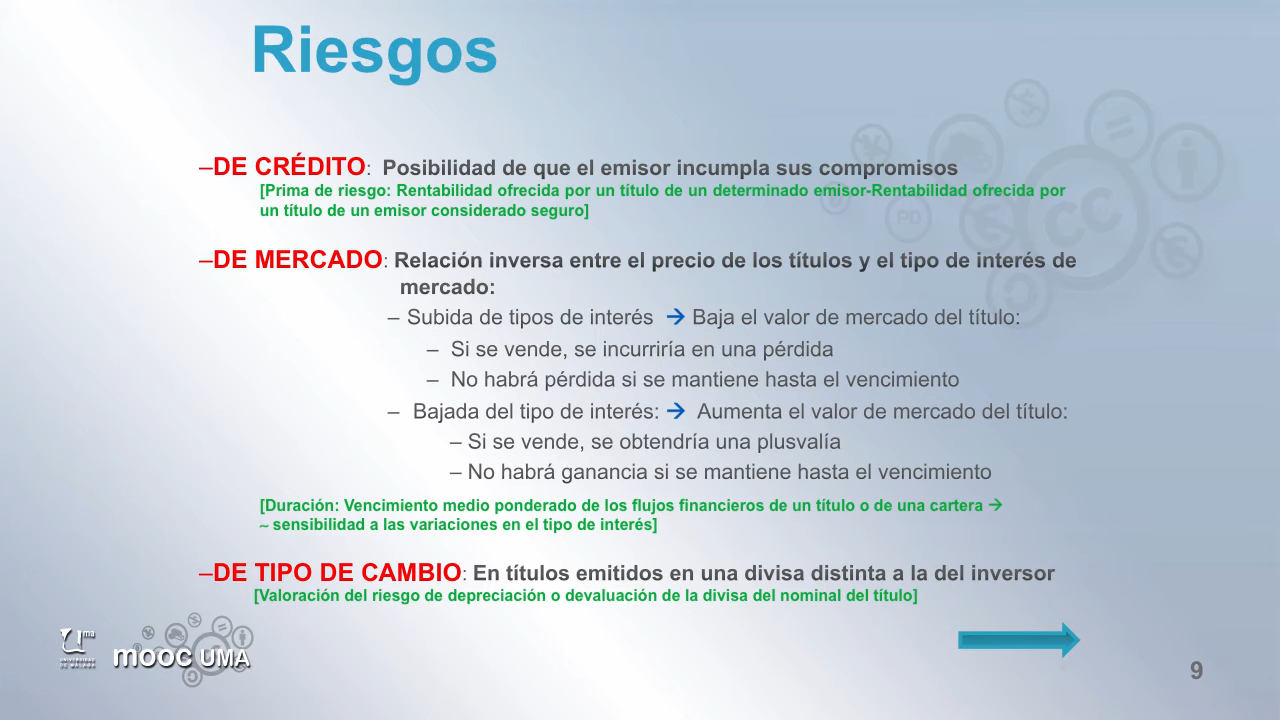 Riesgos
–DE CRÉDITO: Posibilidad de que el emisor incumpla sus compromisos
[Prima de riesgo: Rentabilidad ofrecida por un título de un determinado emisor-Rentabilidad ofrecida por
un título de un emisor considerado seguro]
–DE MERCADO: Relación inversa entre el precio de los títulos y el tipo de interés de
mercado:
– Subida de tipos de interés → Baja el valor de mercado del título:
– Si se vende, se incurriría en una pérdida
– No habrá pérdida si se mantiene hasta el vencimiento
– Bajada del tipo de interés: → Aumenta el valor de mercado del título:
– Si se vende, se obtendría una plusvalía
– No habrá ganancia si se mantiene hasta el vencimiento
[Duración: Vencimiento medio ponderado de los flujos financieros de un título o de una cartera →
~ sensibilidad a las variaciones en el tipo de interés]
–DE TIPO DE CAMBIO: En títulos emitidos en una divisa distinta a la del inversor
[Valoración del riesgo de depreciación o devaluación de la divisa del nominal del título]
uma
UNIVERSIDAD
DE MÁLAGA
mooc UMA
9
CC
PD